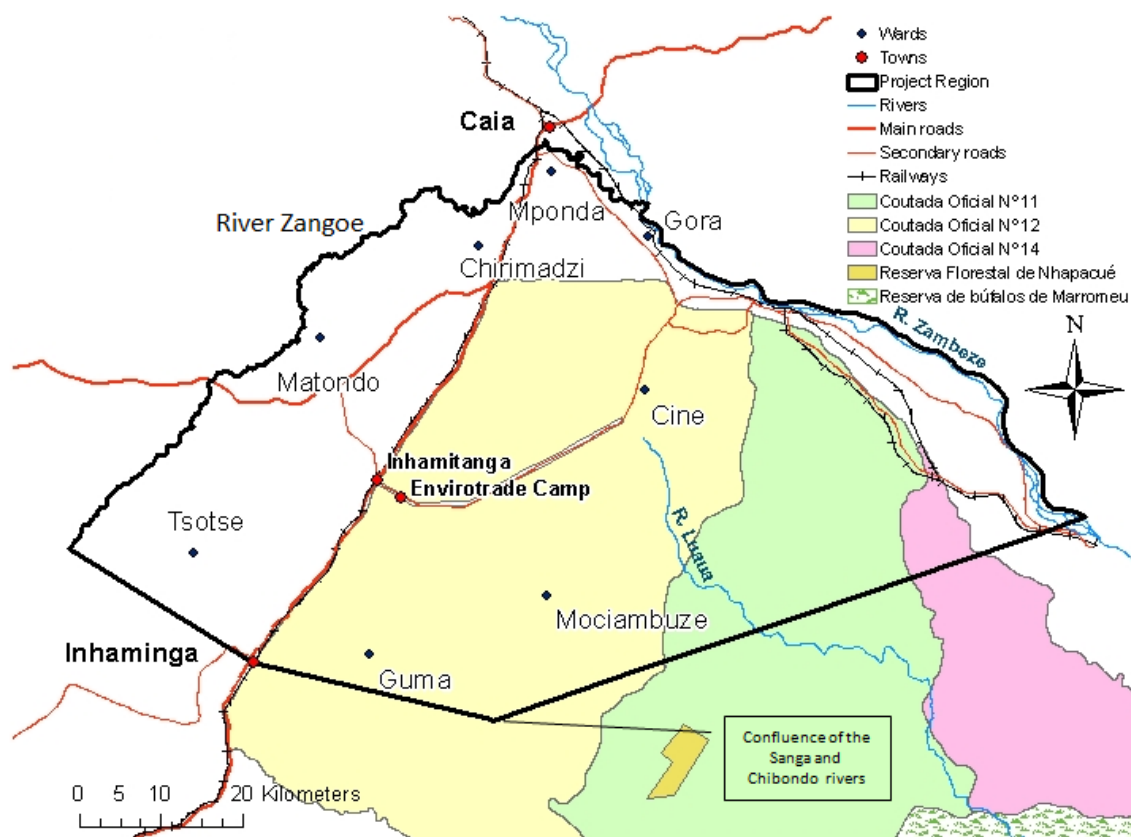 Wards
Towns
Project Region
Rivers
Main roads
Secondary roads
Railways
Coutada Oficial Nº11
Coutada Oficial Nº12
Coutada Oficial Nº14
Reserva Florestal de Nhapacué
Reserva de búfalos de Marromeu
Caia
Mponda
River Zangoe
Gora
Chirimadzi
R. Zambeze
N
Matondo
Cine
Inhamitanga
Envirotrade Camp
Tsotse
R. Luaua
Mociambuze
Inhaminga
Guma
Confluence of the
Sanga and
Chibondo rivers
0 5 10 20 Kilometers